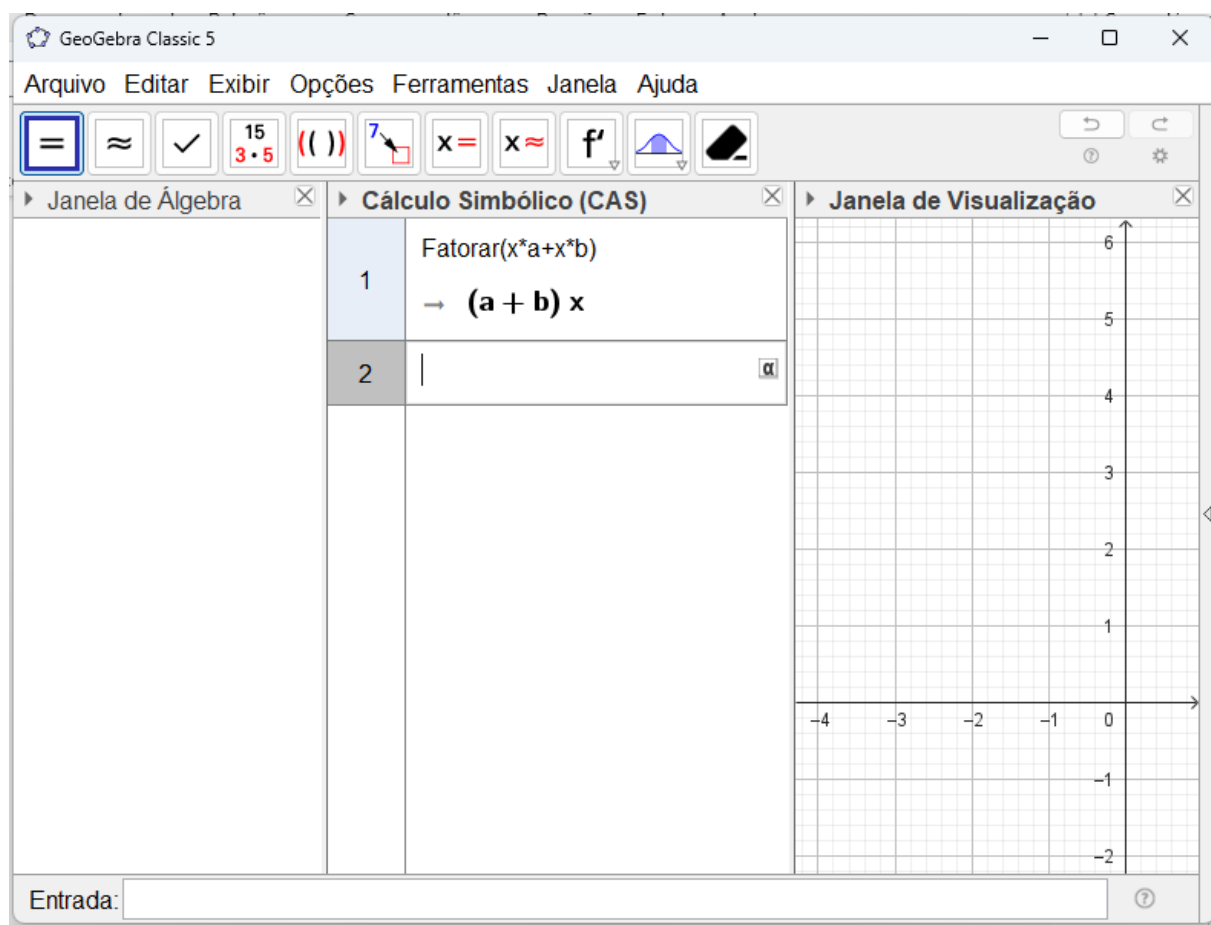 GeoGebra Classic 5
Arquivo Editar Exibir Opções Ferramentas Janela Ajuda
= ≈ ✓ 15 3•5 (( )) 7 x= x≈ f′
Janela de Álgebra
Cálculo Simbólico (CAS)
Janela de Visualização
1
Fatorar(x*a+x*b)
→ (a + b) x
2
α
6
5
4
3
2
1
–4 –3 –2 –1 0
–1
–2
Entrada: